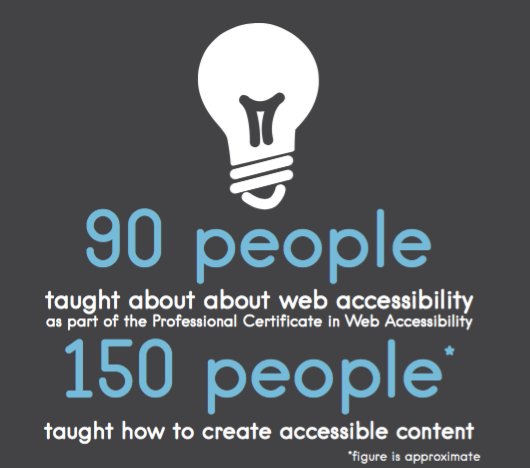 90 people
taught about about web accessibility
as part of the Professional Certificate in Web Accessibility
150 people*
taught how to create accessible content
*figure is approximate